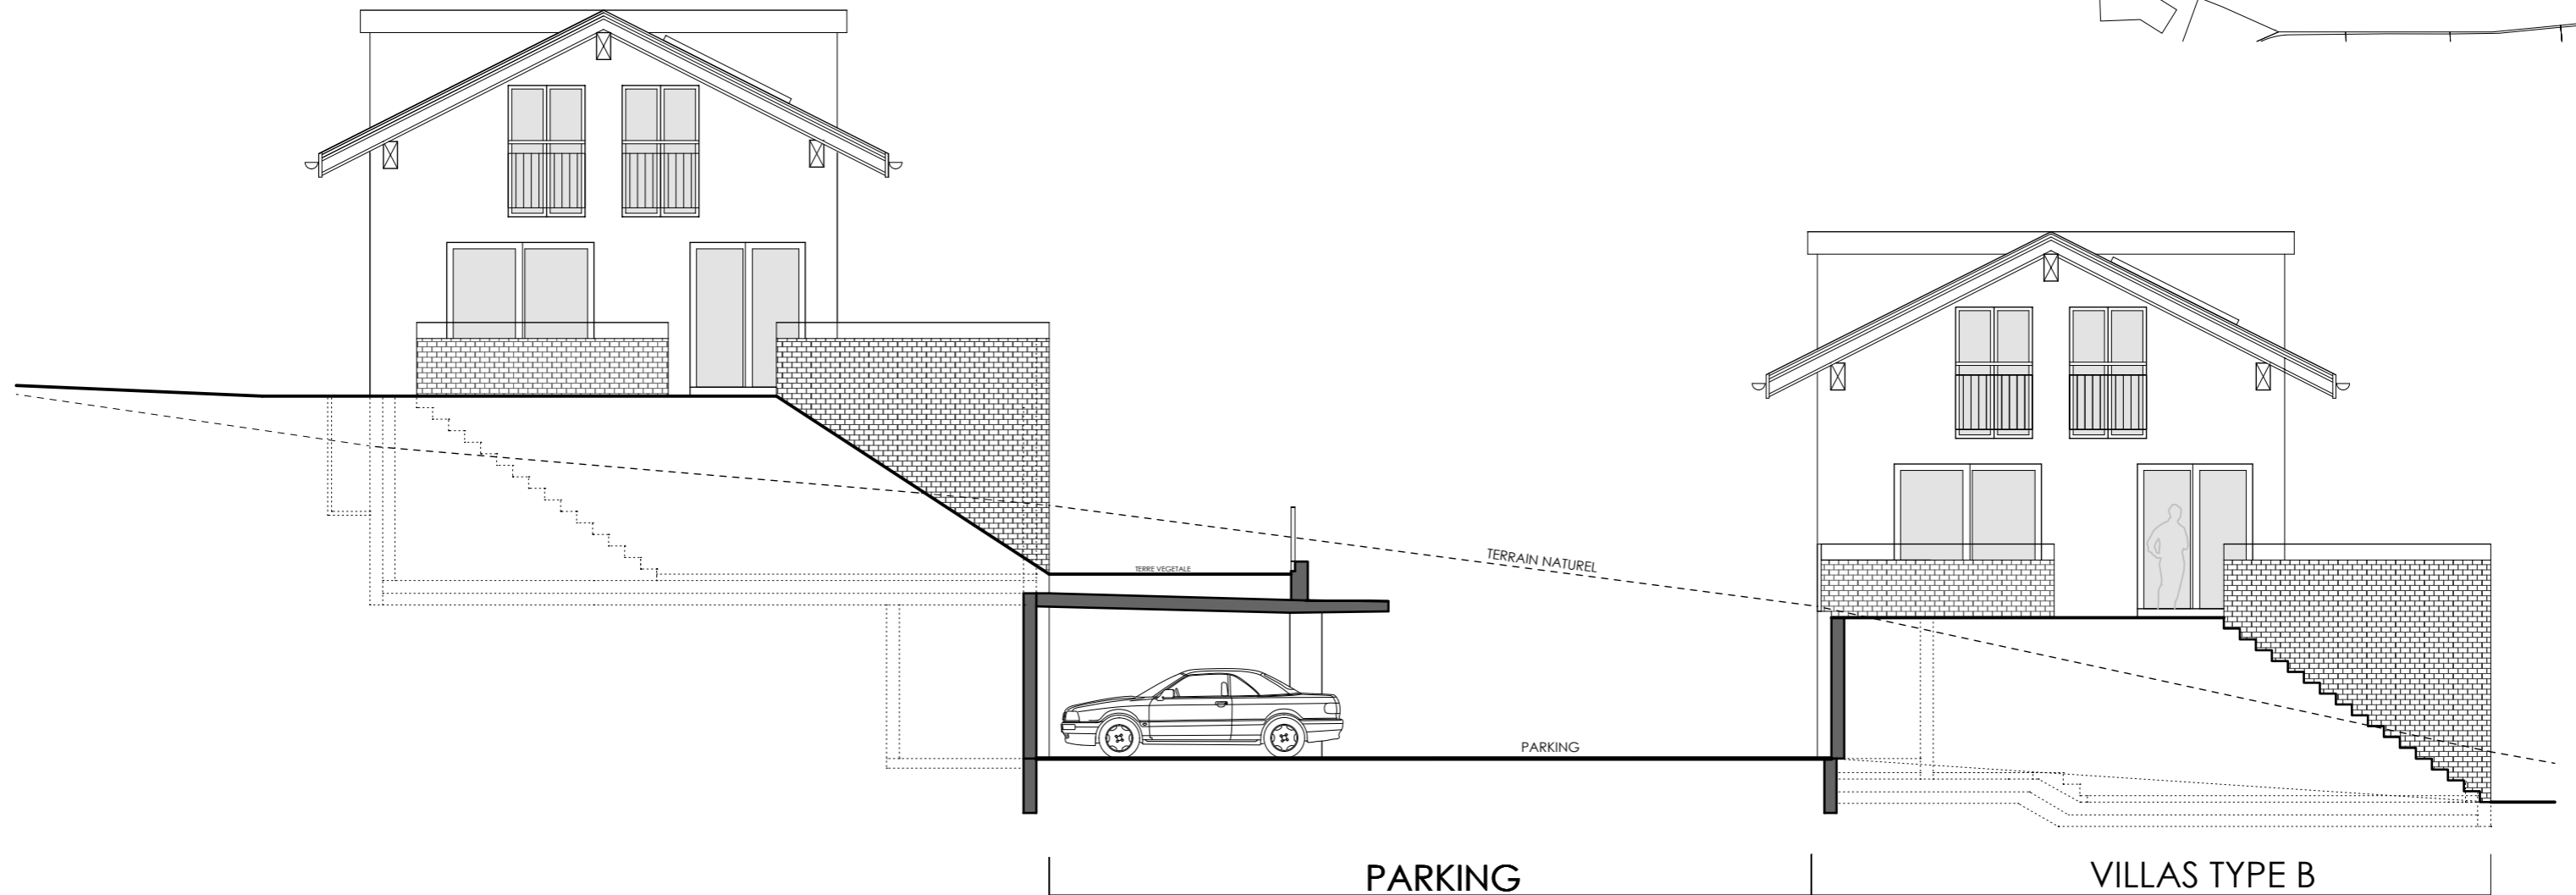 TERRAIN NATUREL
TERRE VEGETALE
PARKING
PARKING
VILLAS TYPE B